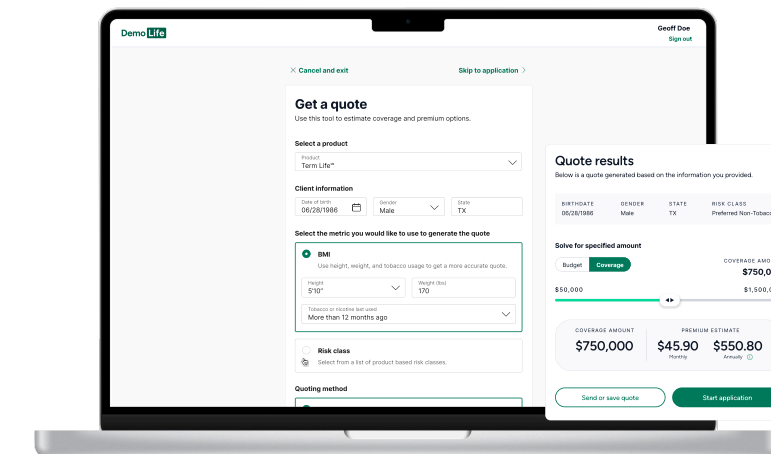 Demo Life
Geoff Doe
Sign out
Cancel and exit
Skip to application
Get a quote
Use this tool to estimate coverage and premium options.
Select a product
Product
Term Life℠
Client information
Date of birth
06/28/1986
Gender
Male
State
TX
Select the metric you would like to use to generate the quote
BMI
Use height, weight, and tobacco usage to get a more accurate quote.
Height
5'10"
Weight (lbs)
170
Tobacco or nicotine last used
More than 12 months ago
Risk class
Select from a list of product based risk classes.
Quoting method
Quote results
Below is a quote generated based on the information you provided.
BIRTHDATE GENDER STATE RISK CLASS
06/28/1986 Male TX Preferred Non-Tobacc
Solve for specified amount
Budget Coverage
COVERAGE AMO
$750,0
$50,000 $1,500,0
COVERAGE AMOUNT PREMIUM ESTIMATE
$750,000 $45.90 $550.80
Monthly Annually
Send or save quote Start application